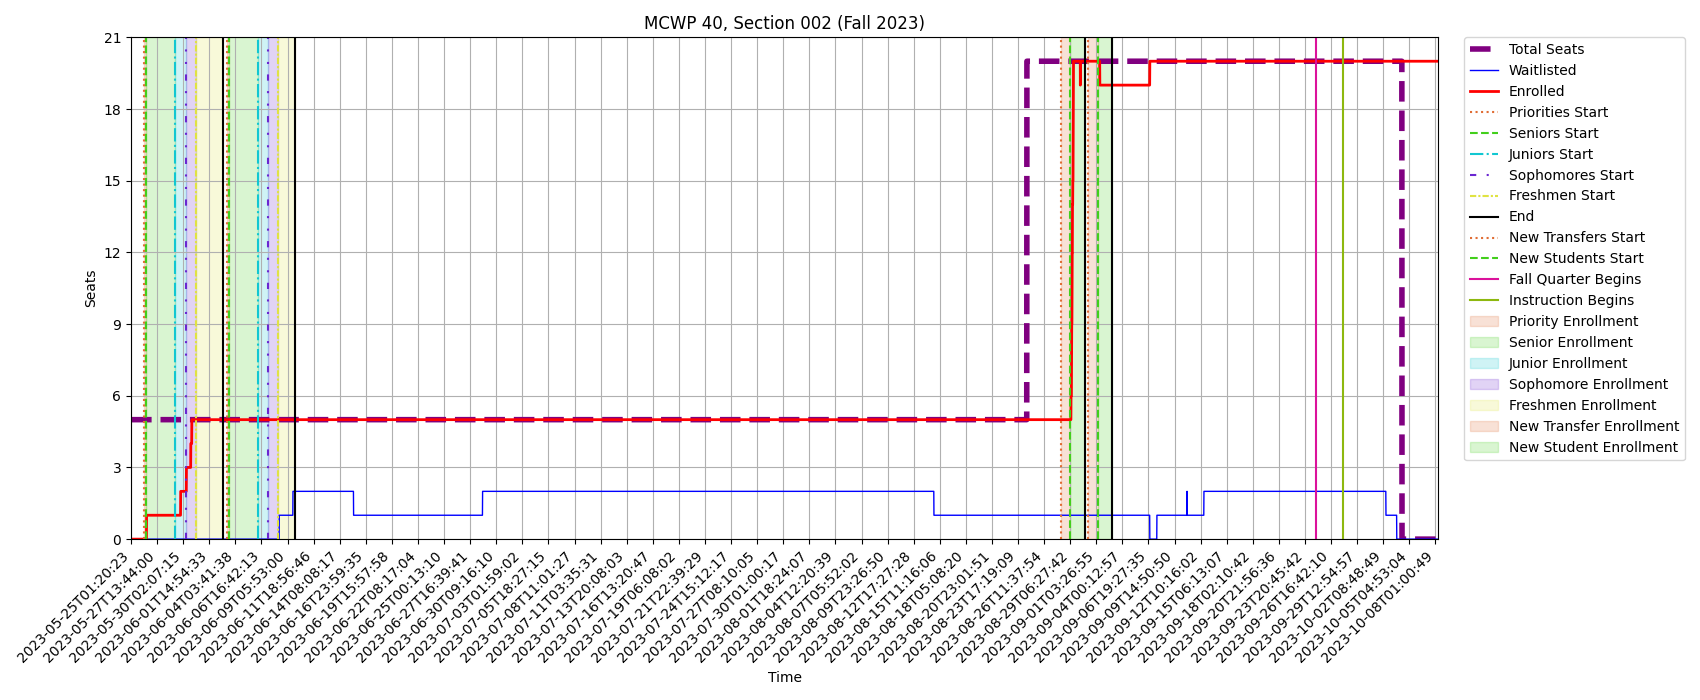 MCWP 40, Section 002 (Fall 2023)
Seats
21
18
15
12
9
6
3
0
2023-05-25T01:20:23
2023-05-27T13:44:00
2023-05-30T02:07:15
2023-06-01T14:54:33
2023-06-04T03:41:38
2023-06-06T16:42:13
2023-06-09T05:53:00
2023-06-11T18:56:46
2023-06-14T08:08:17
2023-06-16T23:59:35
2023-06-19T15:57:58
2023-06-22T08:17:04
2023-06-25T00:13:10
2023-06-27T16:39:41
2023-06-30T09:16:10
2023-07-03T01:59:02
2023-07-05T18:27:15
2023-07-08T11:01:27
2023-07-11T03:35:31
2023-07-13T20:08:03
2023-07-16T13:20:47
2023-07-19T06:08:02
2023-07-21T22:39:29
2023-07-24T15:12:17
2023-07-27T08:10:05
2023-07-30T01:00:17
2023-08-01T18:24:07
2023-08-04T12:20:39
2023-08-07T05:52:02
2023-08-09T23:26:50
2023-08-12T17:27:28
2023-08-15T11:16:06
2023-08-18T05:08:20
2023-08-20T23:01:51
2023-08-23T17:19:09
2023-08-26T11:37:54
2023-08-29T06:27:42
2023-09-01T03:26:55
2023-09-04T00:12:57
2023-09-06T19:27:35
2023-09-09T14:50:50
2023-09-12T10:16:02
2023-09-15T06:13:07
2023-09-18T02:10:42
2023-09-20T21:56:36
2023-09-23T20:45:42
2023-09-26T16:42:10
2023-09-29T12:54:57
2023-10-02T08:48:49
2023-10-05T04:53:04
2023-10-08T01:00:49
Time
Total Seats
Waitlisted
Enrolled
Priorities Start
Seniors Start
Juniors Start
Sophomores Start
Freshmen Start
End
New Transfers Start
New Students Start
Fall Quarter Begins
Instruction Begins
Priority Enrollment
Senior Enrollment
Junior Enrollment
Sophomore Enrollment
Freshmen Enrollment
New Transfer Enrollment
New Student Enrollment